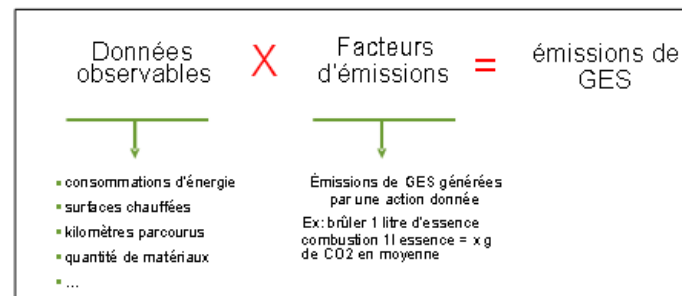 Données
observables
X
Facteurs
d'émissions
=
émissions de
GES
▪ consommations d'énergie
▪ surfaces chauffées
▪ kilomètres parcourus
▪ quantité de matériaux
▪ ...
Émissions de GES générées
par une action donnée
Ex: brûler 1 litre d'essence
combustion 1l essence = x g
de CO2 en moyenne